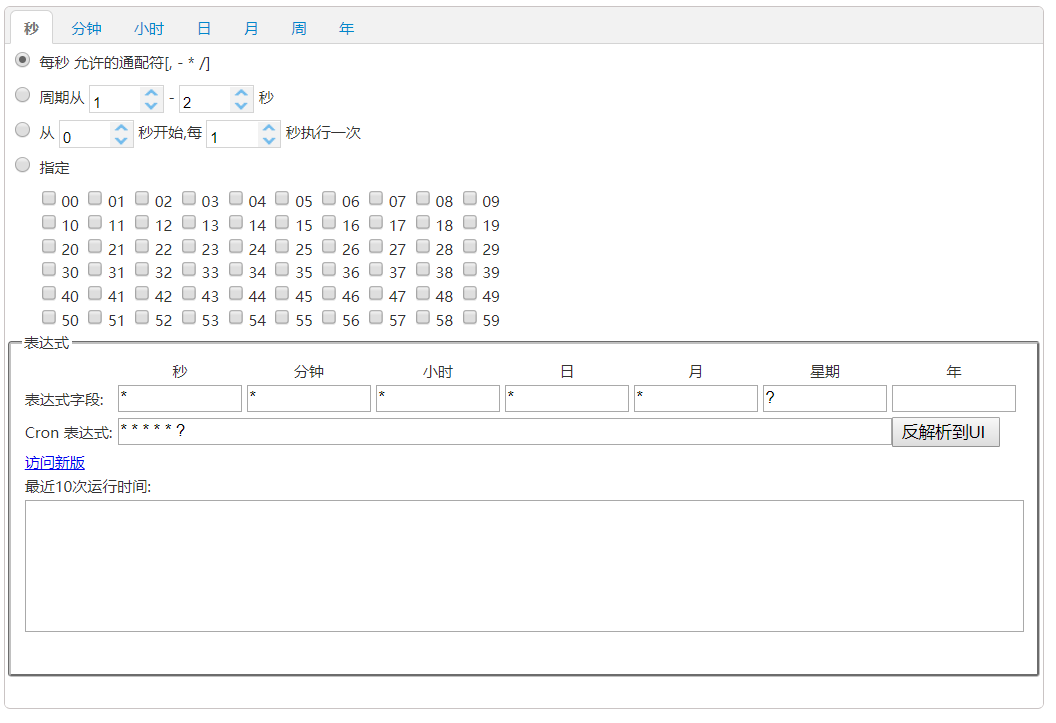 秒 分钟 小时 日 月 周 年
每秒 允许的通配符[, - * /]
周期从 1 - 2 秒
从 0 秒开始,每 1 秒执行一次
指定
00 01 02 03 04 05 06 07 08 09
10 11 12 13 14 15 16 17 18 19
20 21 22 23 24 25 26 27 28 29
30 31 32 33 34 35 36 37 38 39
40 41 42 43 44 45 46 47 48 49
50 51 52 53 54 55 56 57 58 59
表达式
秒 分钟 小时 日 月 星期 年
表达式字段: * * * * * ?
Cron 表达式: * * * * * ? 反解析到UI
访问新版
最近10次运行时间: